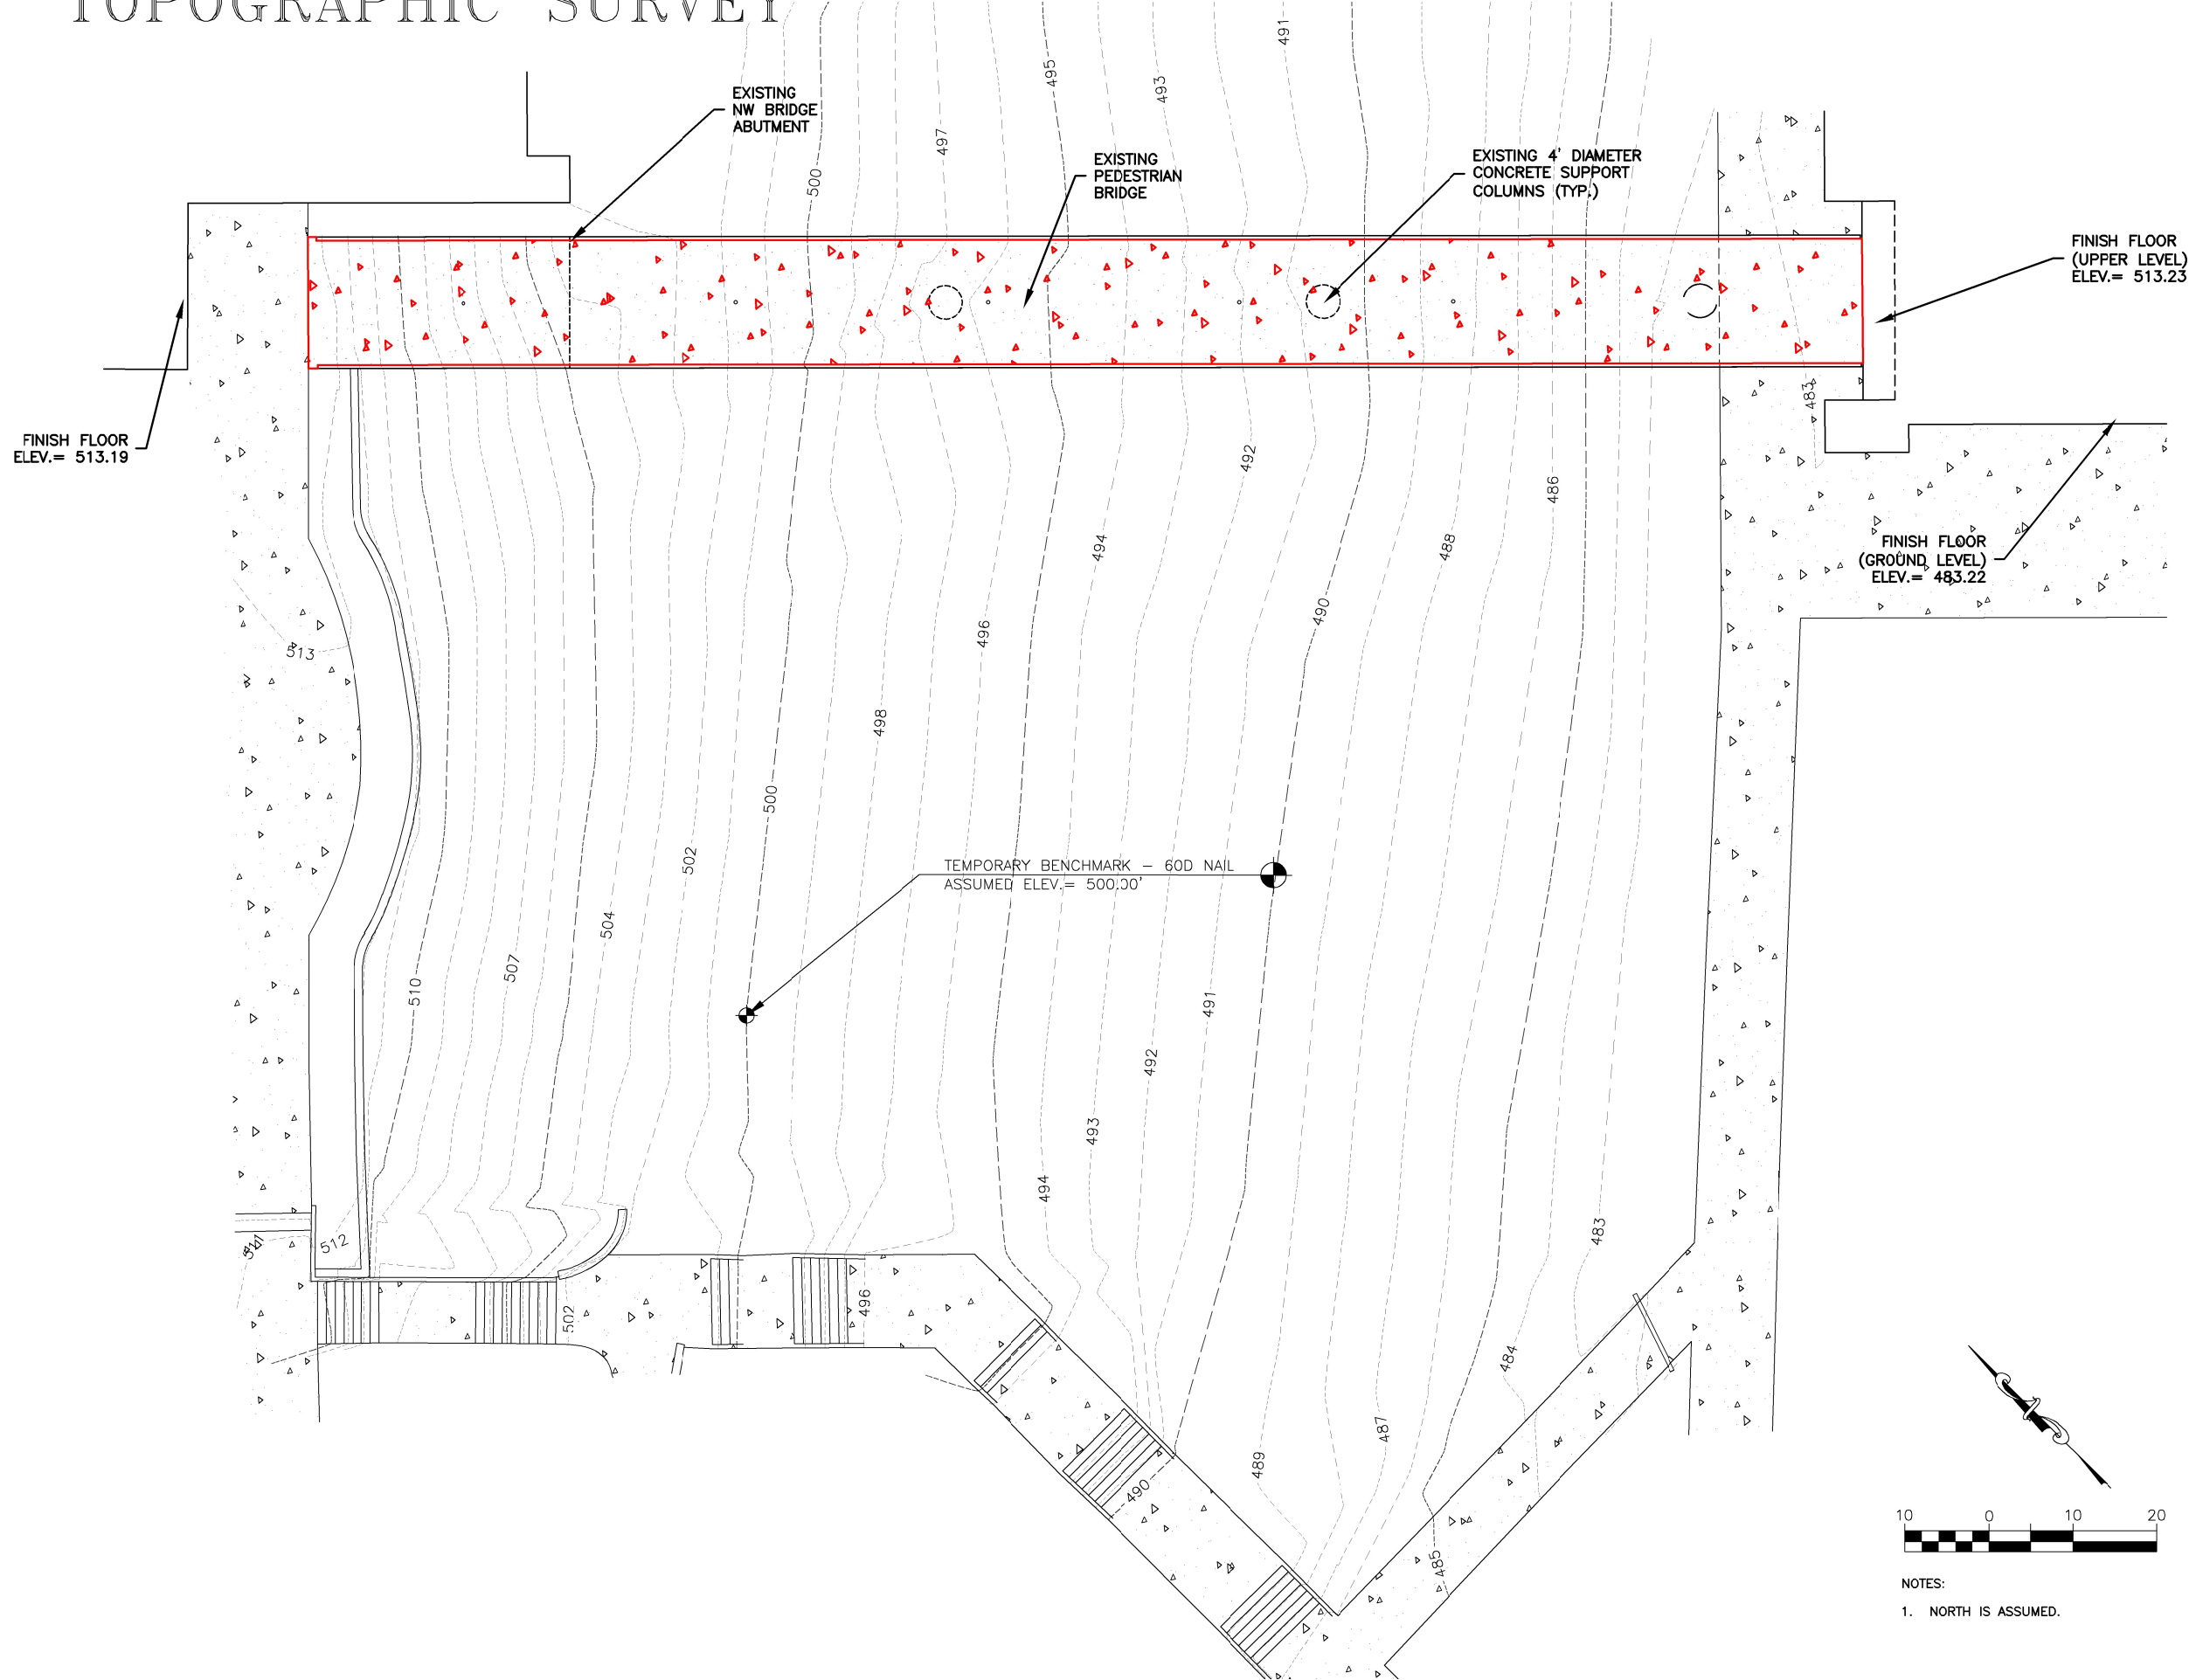 TOPOGRAPHIC SURVEY
491
495
493
EXISTING
NW BRIDGE
ABUTMENT
497
500
EXISTING
PEDESTRIAN
BRIDGE
EXISTING 4' DIAMETER
CONCRETE SUPPORT
COLUMNS (TYP.)
FINISH FLOOR
(UPPER LEVEL)
ELEV.= 513.23
483
FINISH FLOOR
ELEV.= 513.19
492
486
494
488
FINISH FLOOR
(GROUND LEVEL)
ELEV.= 483.22
490
496
513
498
500
502
TEMPORARY BENCHMARK - 60D NAIL
ASSUMED ELEV.= 500.00'
504
507
510
491
492
493
494
483
511
512
502
496
484
487
489
490
485
10 0 10 20
NOTES:
1. NORTH IS ASSUMED.